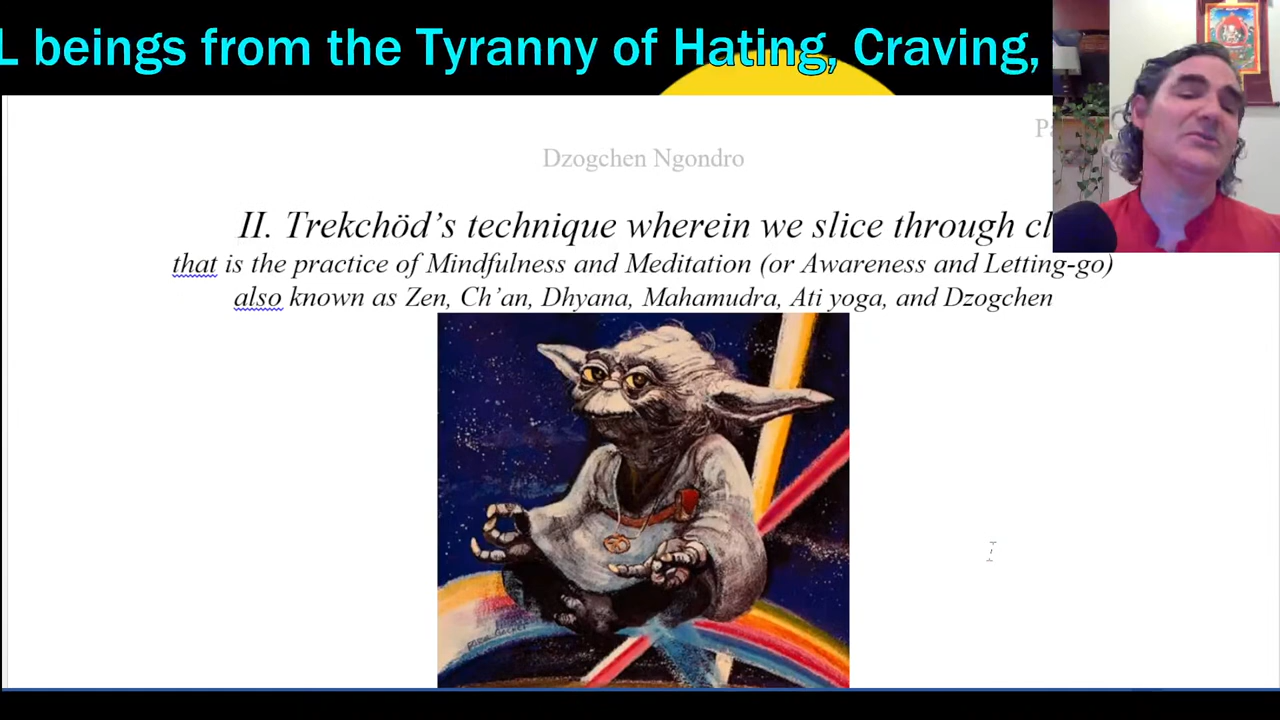 L beings from the Tyranny of Hating, Craving,
Dzogchen Ngondro
II. Trekchöd’s technique wherein we slice through
that is the practice of Mindfulness and Meditation (or Awareness and Letting-go)
also known as Zen, Ch’an, Dhyana, Mahamudra, Ati yoga, and Dzogchen